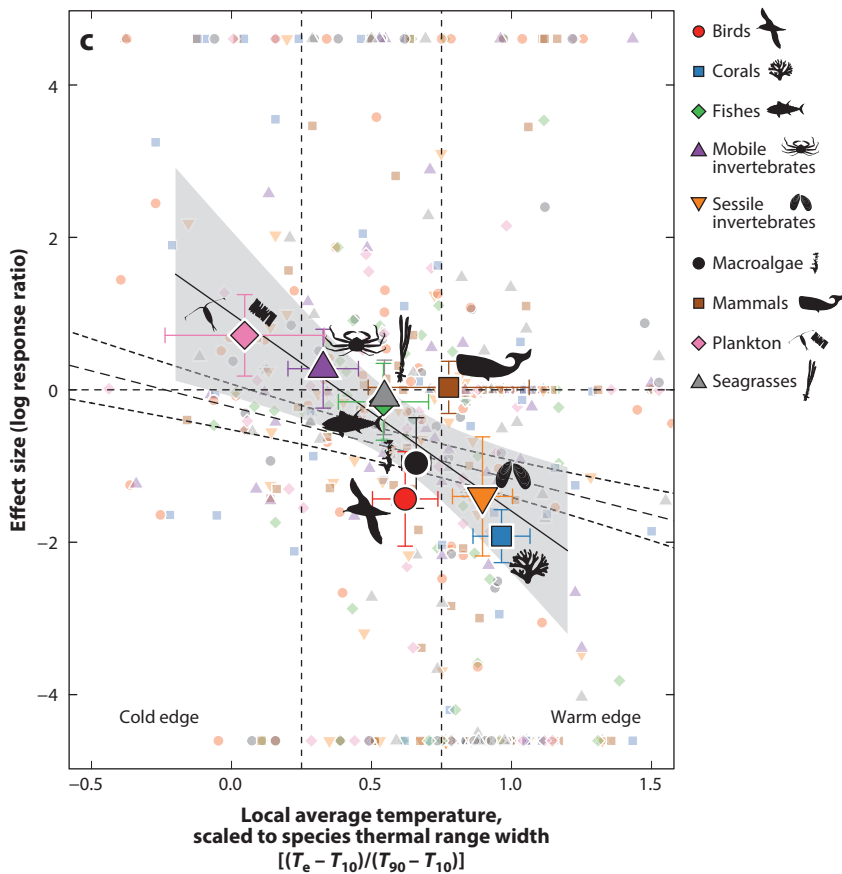 c
4
2
0
−2
−4
Effect size (log response ratio)
Cold edge
Warm edge
−0.5
0.0
0.5
1.0
1.5
Local average temperature,
scaled to species thermal range width
[(Te – T10)/(T90 – T10)]
Birds
Corals
Fishes
Mobile
invertebrates
Sessile
invertebrates
Macroalgae
Mammals
Plankton
Seagrasses